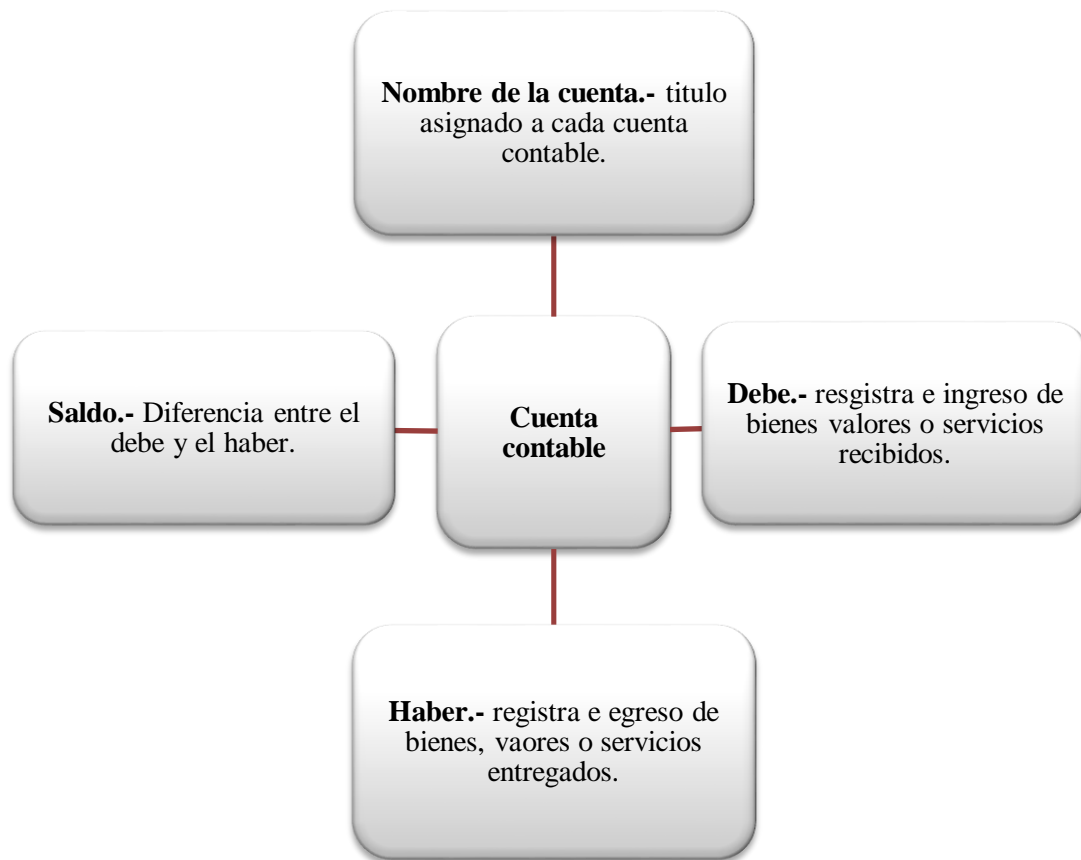 Nombre de la cuenta.- titulo
asignado a cada cuenta
contable.
Saldo.- Diferencia entre el
debe y el haber.
Cuenta
contable
Debe.- resgistra e ingreso de
bienes valores o servicios
recibidos.
Haber.- registra e egreso de
bienes, vaores o servicios
entregados.